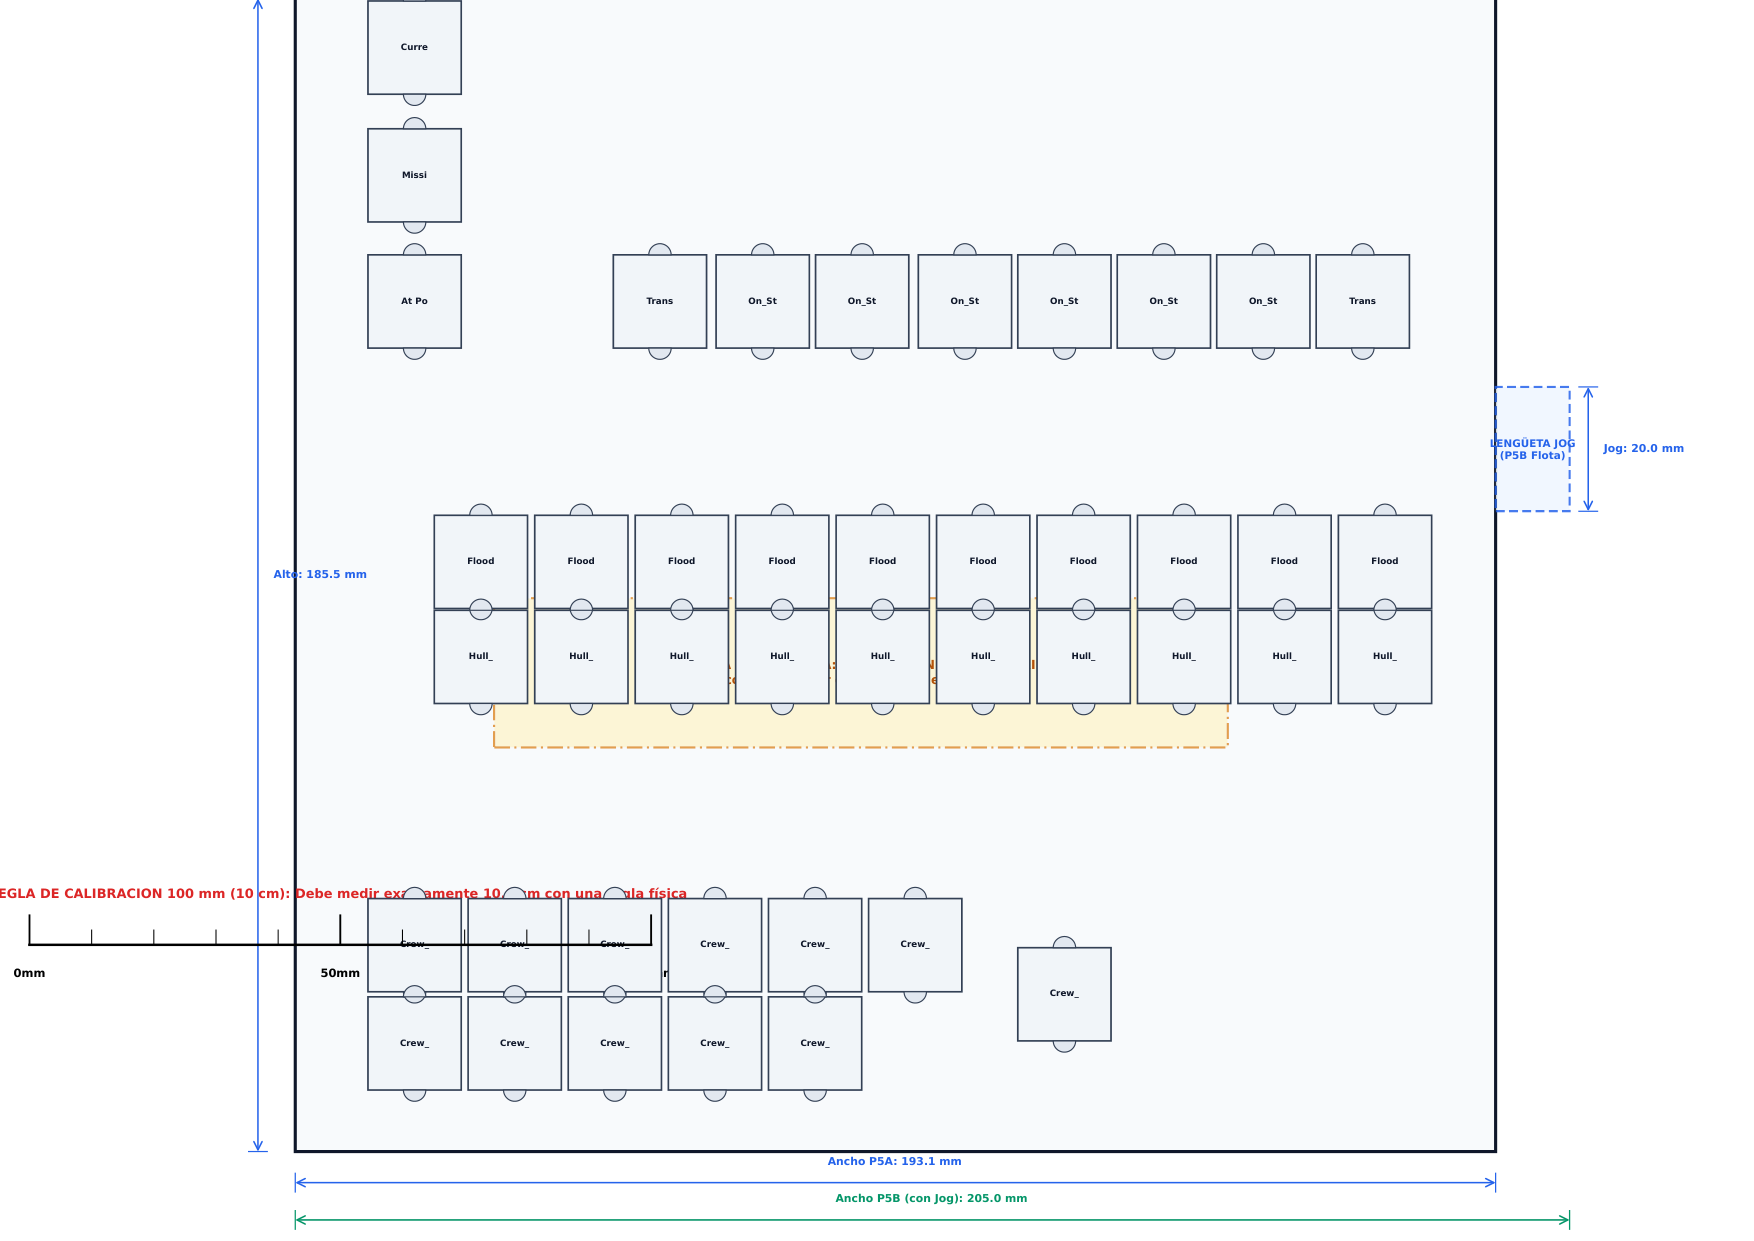 Curre
Missi
At Po
Trans On_St On_St On_St On_St On_St On_St Trans
LENGÜETA JOG
(P5B Flota)
Jog: 20.0 mm
Flood Flood Flood Flood Flood Flood Flood Flood Flood Flood
Alto: 185.5 mm
Hull_ Hull_ Hull_ Hull_ Hull_ Hull_ Hull_ Hull_ Hull_ Hull_
EGLA DE CALIBRACION 100 mm (10 cm): Debe medir con una física
Crew_ Crew_ Crew_ Crew_ Crew_ Crew_
0mm 50mm
Crew_
Crew_ Crew_ Crew_ Crew_ Crew_
Ancho P5A: 193.1 mm
Ancho P5B (con Jog): 205.0 mm